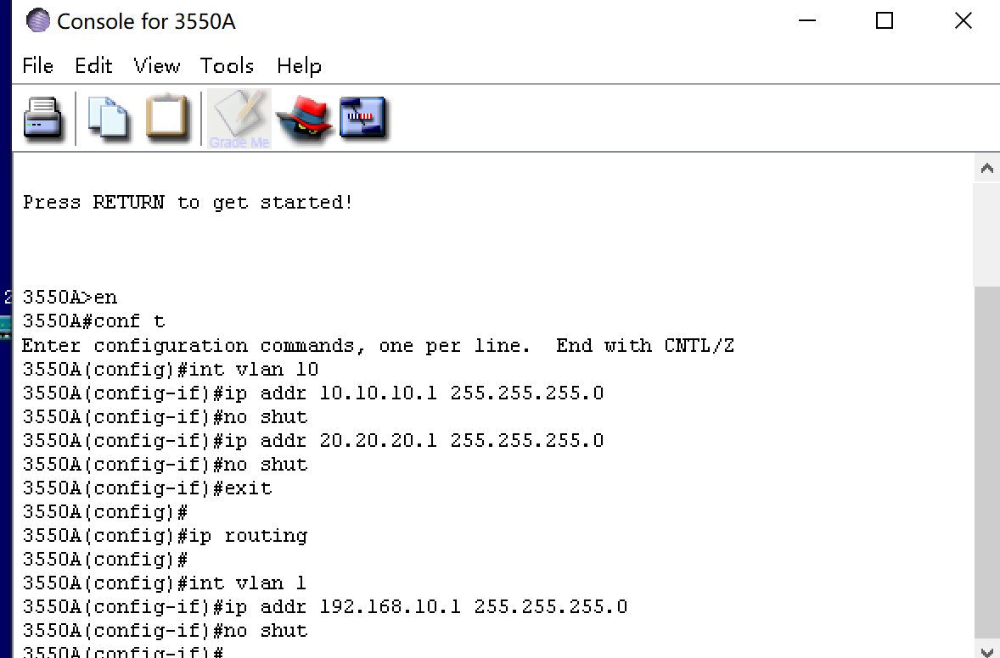 Console for 3550A
File Edit View Tools Help
Grade Me
Press RETURN to get started!
3550A>en
3550A#conf t
Enter configuration commands, one per line.  End with CNTL/Z
3550A(config)#int vlan 10
3550A(config-if)#ip addr 10.10.10.1 255.255.255.0
3550A(config-if)#no shut
3550A(config-if)#ip addr 20.20.20.1 255.255.255.0
3550A(config-if)#no shut
3550A(config-if)#exit
3550A(config)#
3550A(config)#ip routing
3550A(config)#
3550A(config)#int vlan 1
3550A(config-if)#ip addr 192.168.10.1 255.255.255.0
3550A(config-if)#no shut
3550A(config-if)#